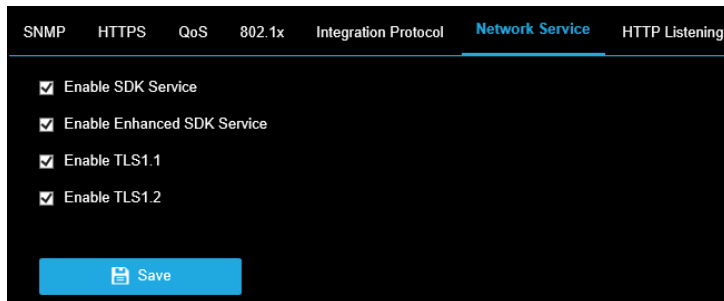 SNMP HTTPS QoS 802.1x Integration Protocol Network Service HTTP Listening
Enable SDK Service
Enable Enhanced SDK Service
Enable TLS1.1
Enable TLS1.2
Save